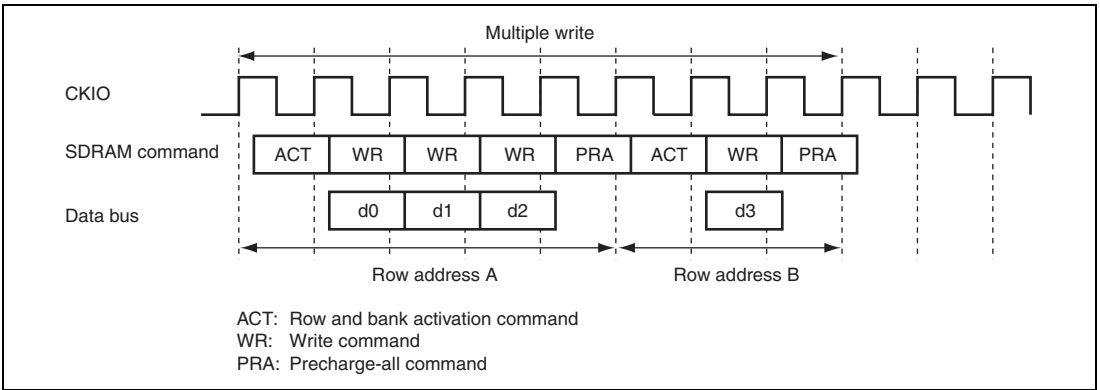 Multiple write
CKIO
SDRAM command ACT WR WR WR PRA ACT WR PRA
Data bus d0 d1 d2 d3
Row address A Row address B
ACT: Row and bank activation command
WR: Write command
PRA: Precharge-all command